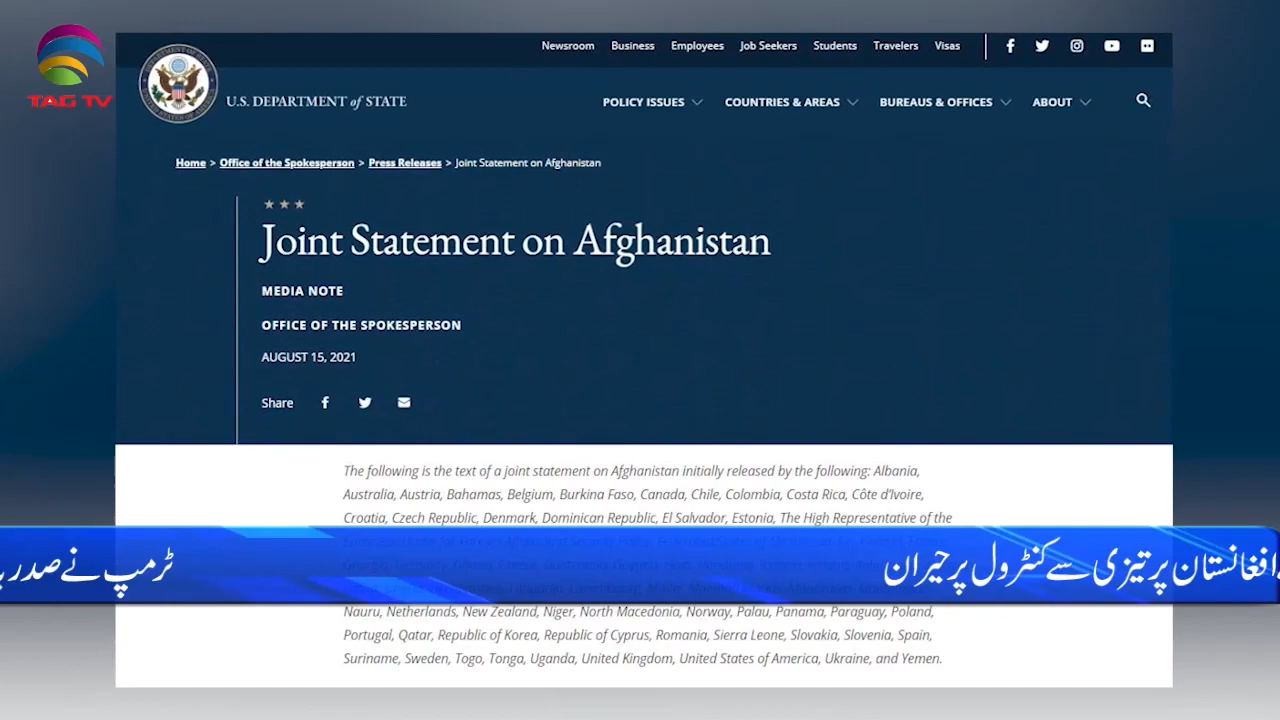 TAG TV
Newsroom Business Employees Job Seekers Students Travelers Visas
U.S. DEPARTMENT of STATE
POLICY ISSUES COUNTRIES & AREAS BUREAUS & OFFICES ABOUT
Home > Office of the Spokesperson > Press Releases > Joint Statement on Afghanistan
Joint Statement on Afghanistan
MEDIA NOTE
OFFICE OF THE SPOKESPERSON
AUGUST 15, 2021
Share
The following is the text of a joint statement on Afghanistan initially released by the following: Albania,
Australia, Austria, Bahamas, Belgium, Burkina Faso, Canada, Chile, Colombia, Costa Rica, Côte d’Ivoire,
Croatia, Czech Republic, Denmark, Dominican Republic, El Salvador, Estonia, The High Representative of the
افغانستان پر تیزی سے کنٹرول پر حیران
ٹرمپ نے صدر
Nauru, Netherlands, New Zealand, Niger, North Macedonia, Norway, Palau, Panama, Paraguay, Poland,
Portugal, Qatar, Republic of Korea, Republic of Cyprus, Romania, Sierra Leone, Slovakia, Slovenia, Spain,
Suriname, Sweden, Togo, Tonga, Uganda, United Kingdom, United States of America, Ukraine, and Yemen.